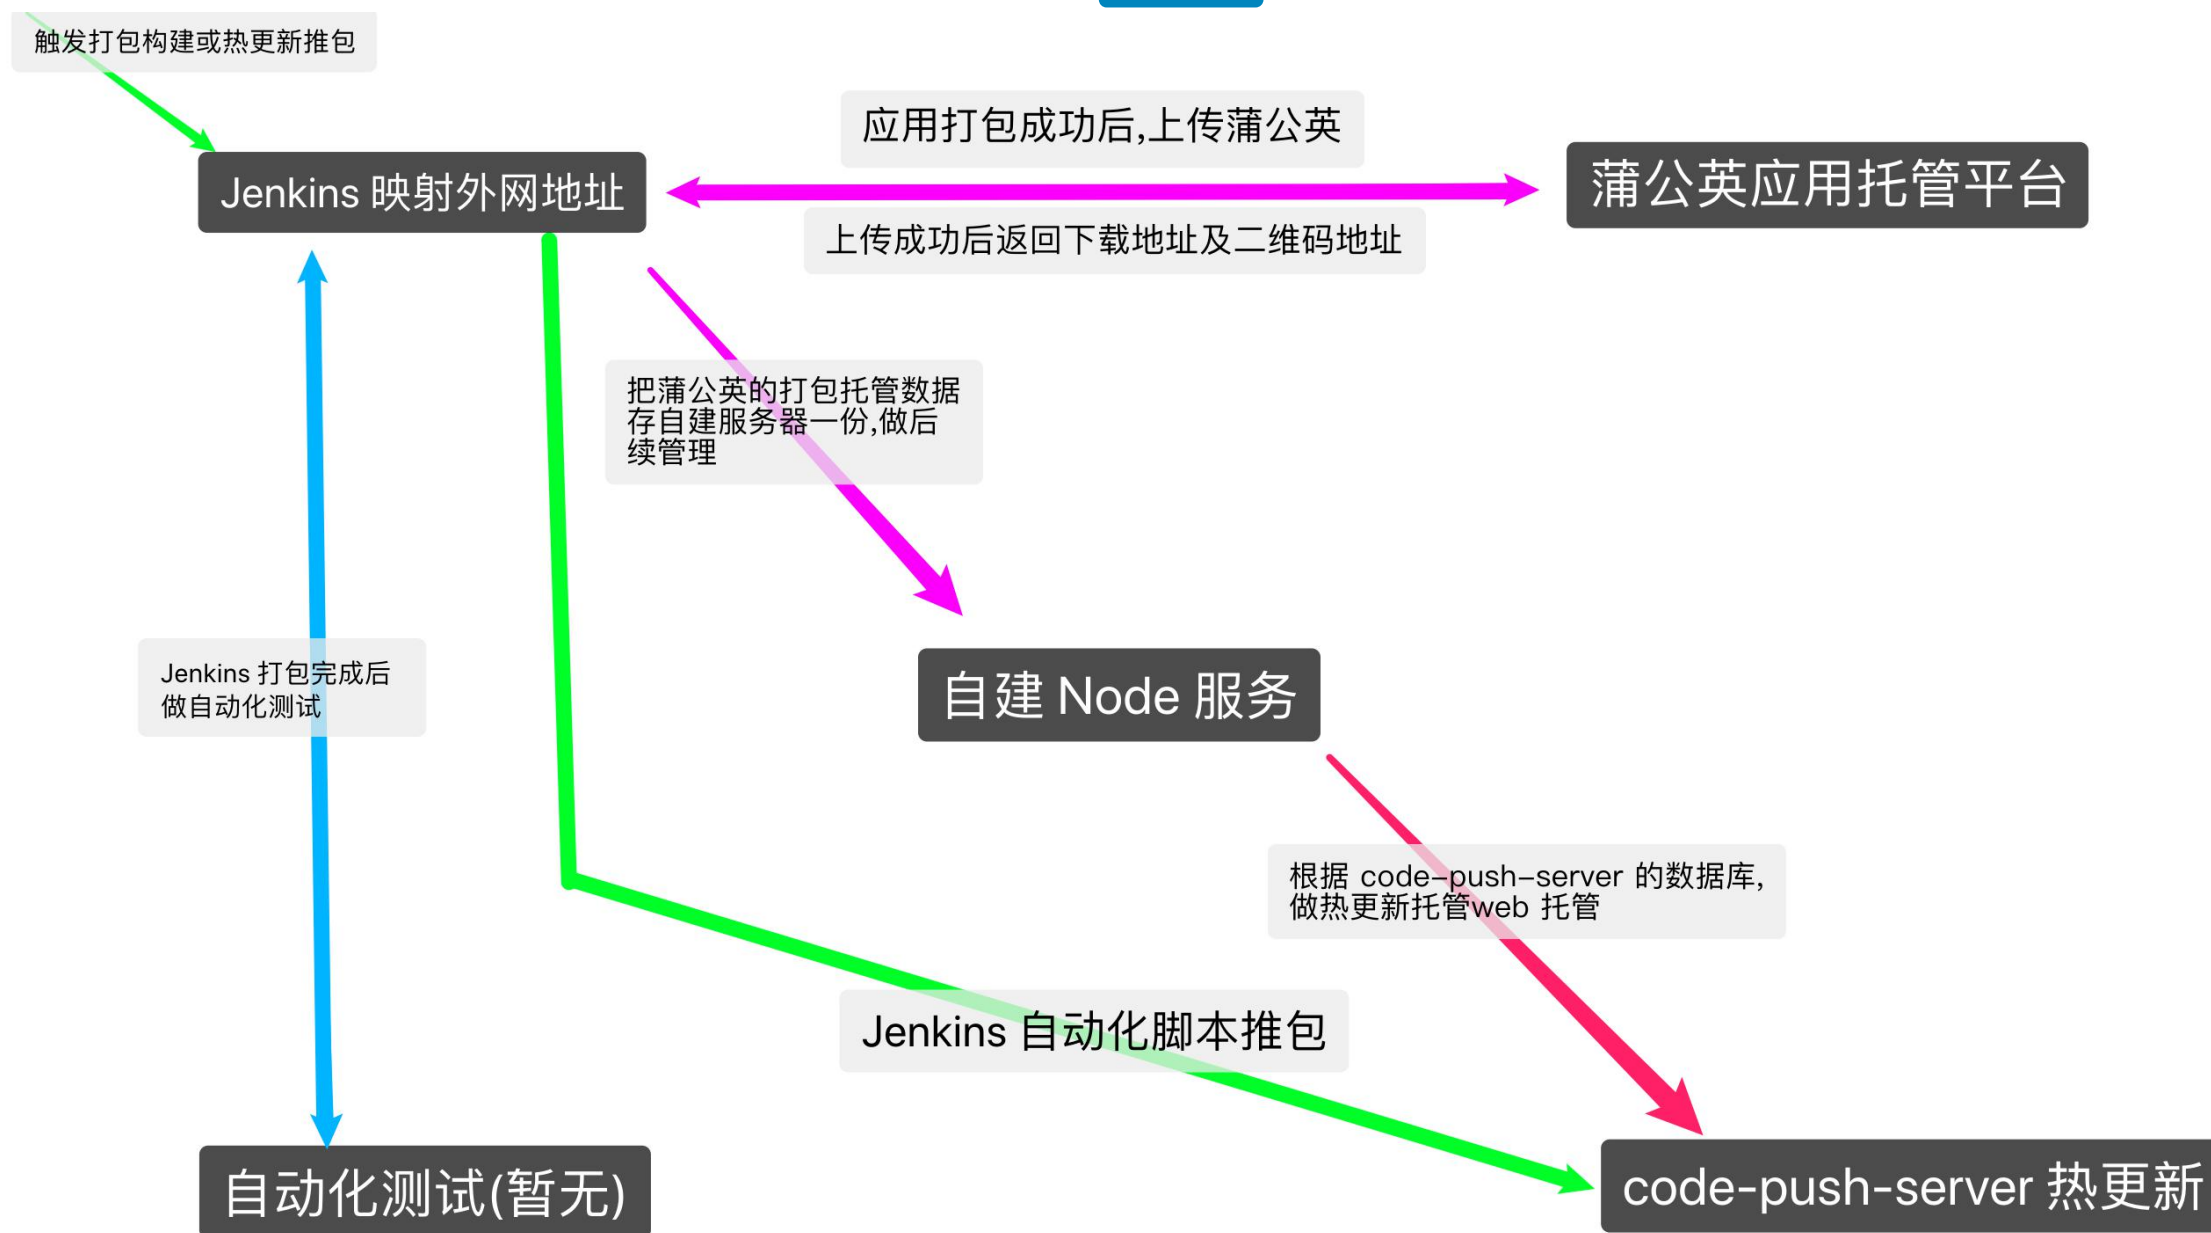 触发打包构建或热更新推包
应用打包成功后,上传蒲公英
Jenkins 映射外网地址
蒲公英应用托管平台
上传成功后返回下载地址及二维码地址
把蒲公英的打包托管数据
存自建服务器一份,做后
续管理
Jenkins 打包完成后
做自动化测试
自建 Node 服务
根据 code-push-server 的数据库,
做热更新托管web 托管
Jenkins 自动化脚本推包
自动化测试(暂无)
code-push-server 热更新